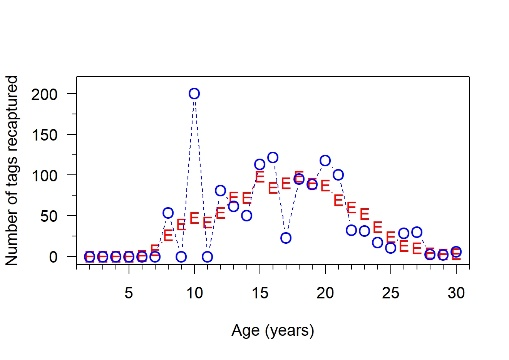 Number of tags recaptured
200
150
100
50
0
E E E E E E E E E E E E E E E E E E E E E E E E E E E E E
5 10 15 20 25 30
Age (years)